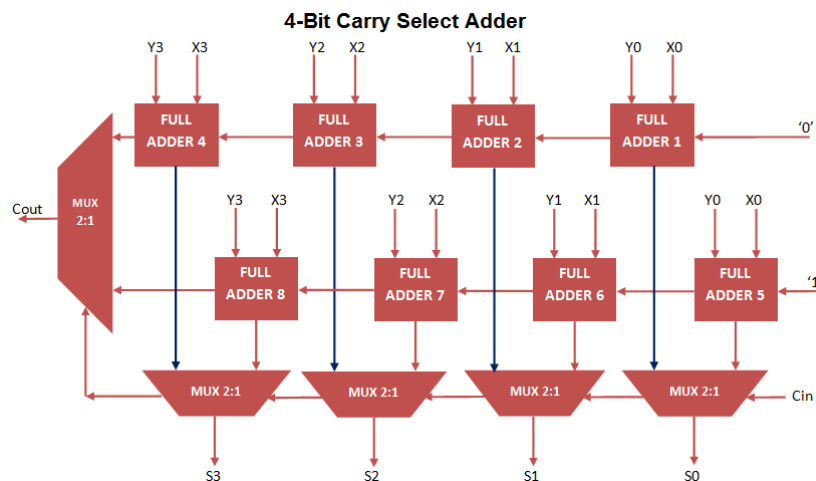 4-Bit Carry Select Adder
Y3 X3 Y2 X2 Y1 X1 Y0 X0
FULL ADDER 4
FULL ADDER 3
FULL ADDER 2
FULL ADDER 1
'0'
MUX 2:1
Cout
Y3 X3 Y2 X2 Y1 X1 Y0 X0
FULL ADDER 8
FULL ADDER 7
FULL ADDER 6
FULL ADDER 5
'1
MUX 2:1
MUX 2:1
MUX 2:1
MUX 2:1
Cin
S3 S2 S1 S0